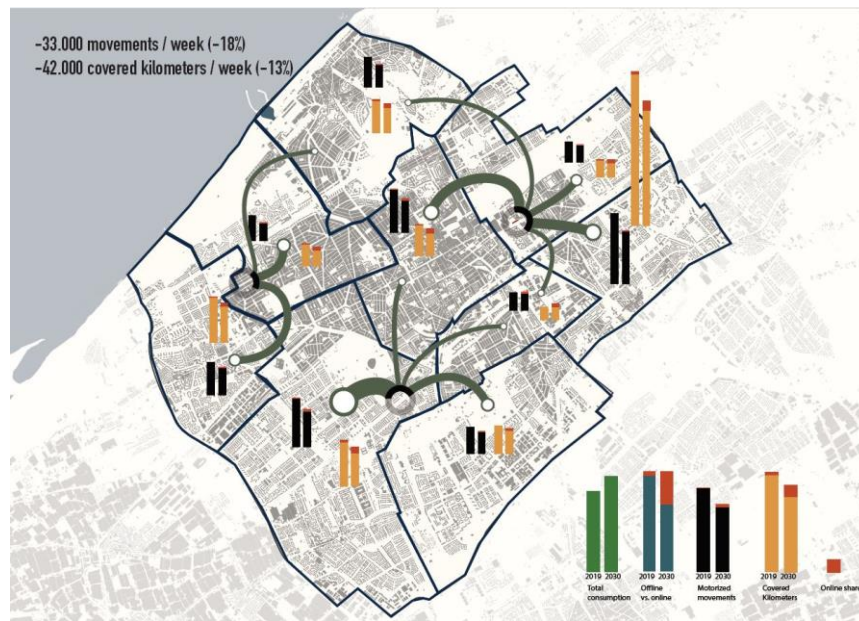 -33.000 movements / week (-18%)
-42.000 covered kilometers / week (-13%)
2019 2030
Total
consumption
2019 2030
Offline
vs. online
2019 2030
Motorized
movements
2019 2030
Covered
Kilometers
Online shar